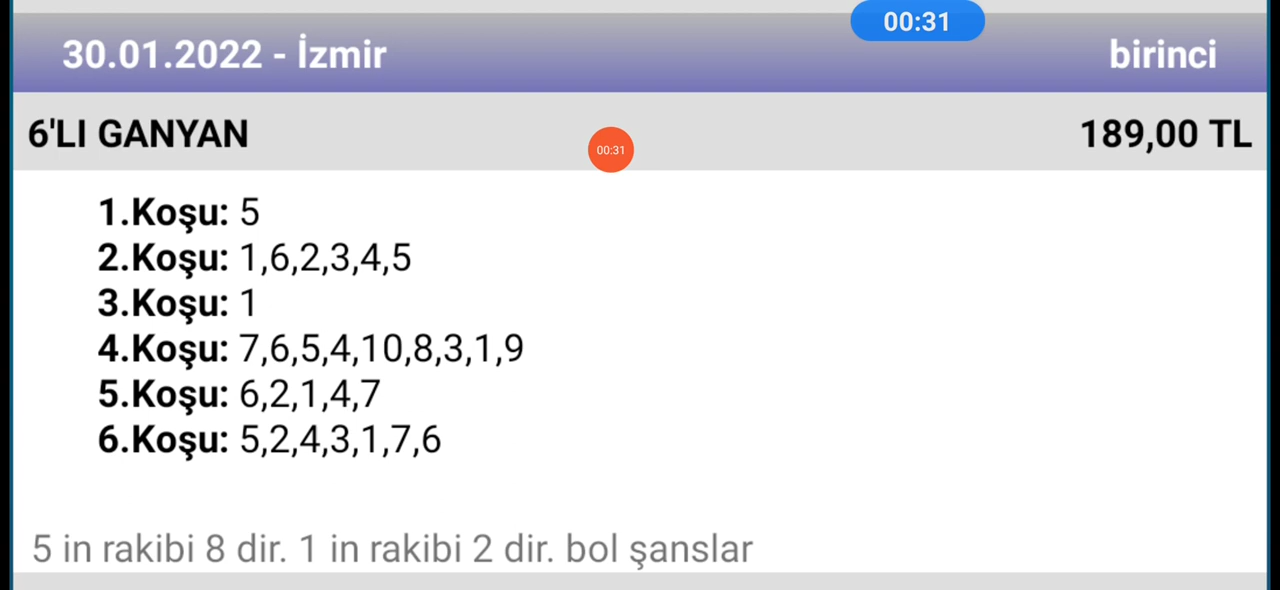 00:31
30.01.2022 - İzmir birinci
6'LI GANYAN 189,00 TL
00:31
1.Koşu: 5
2.Koşu: 1,6,2,3,4,5
3.Koşu: 1
4.Koşu: 7,6,5,4,10,8,3,1,9
5.Koşu: 6,2,1,4,7
6.Koşu: 5,2,4,3,1,7,6
5 in rakibi 8 dir. 1 in rakibi 2 dir. bol şanslar